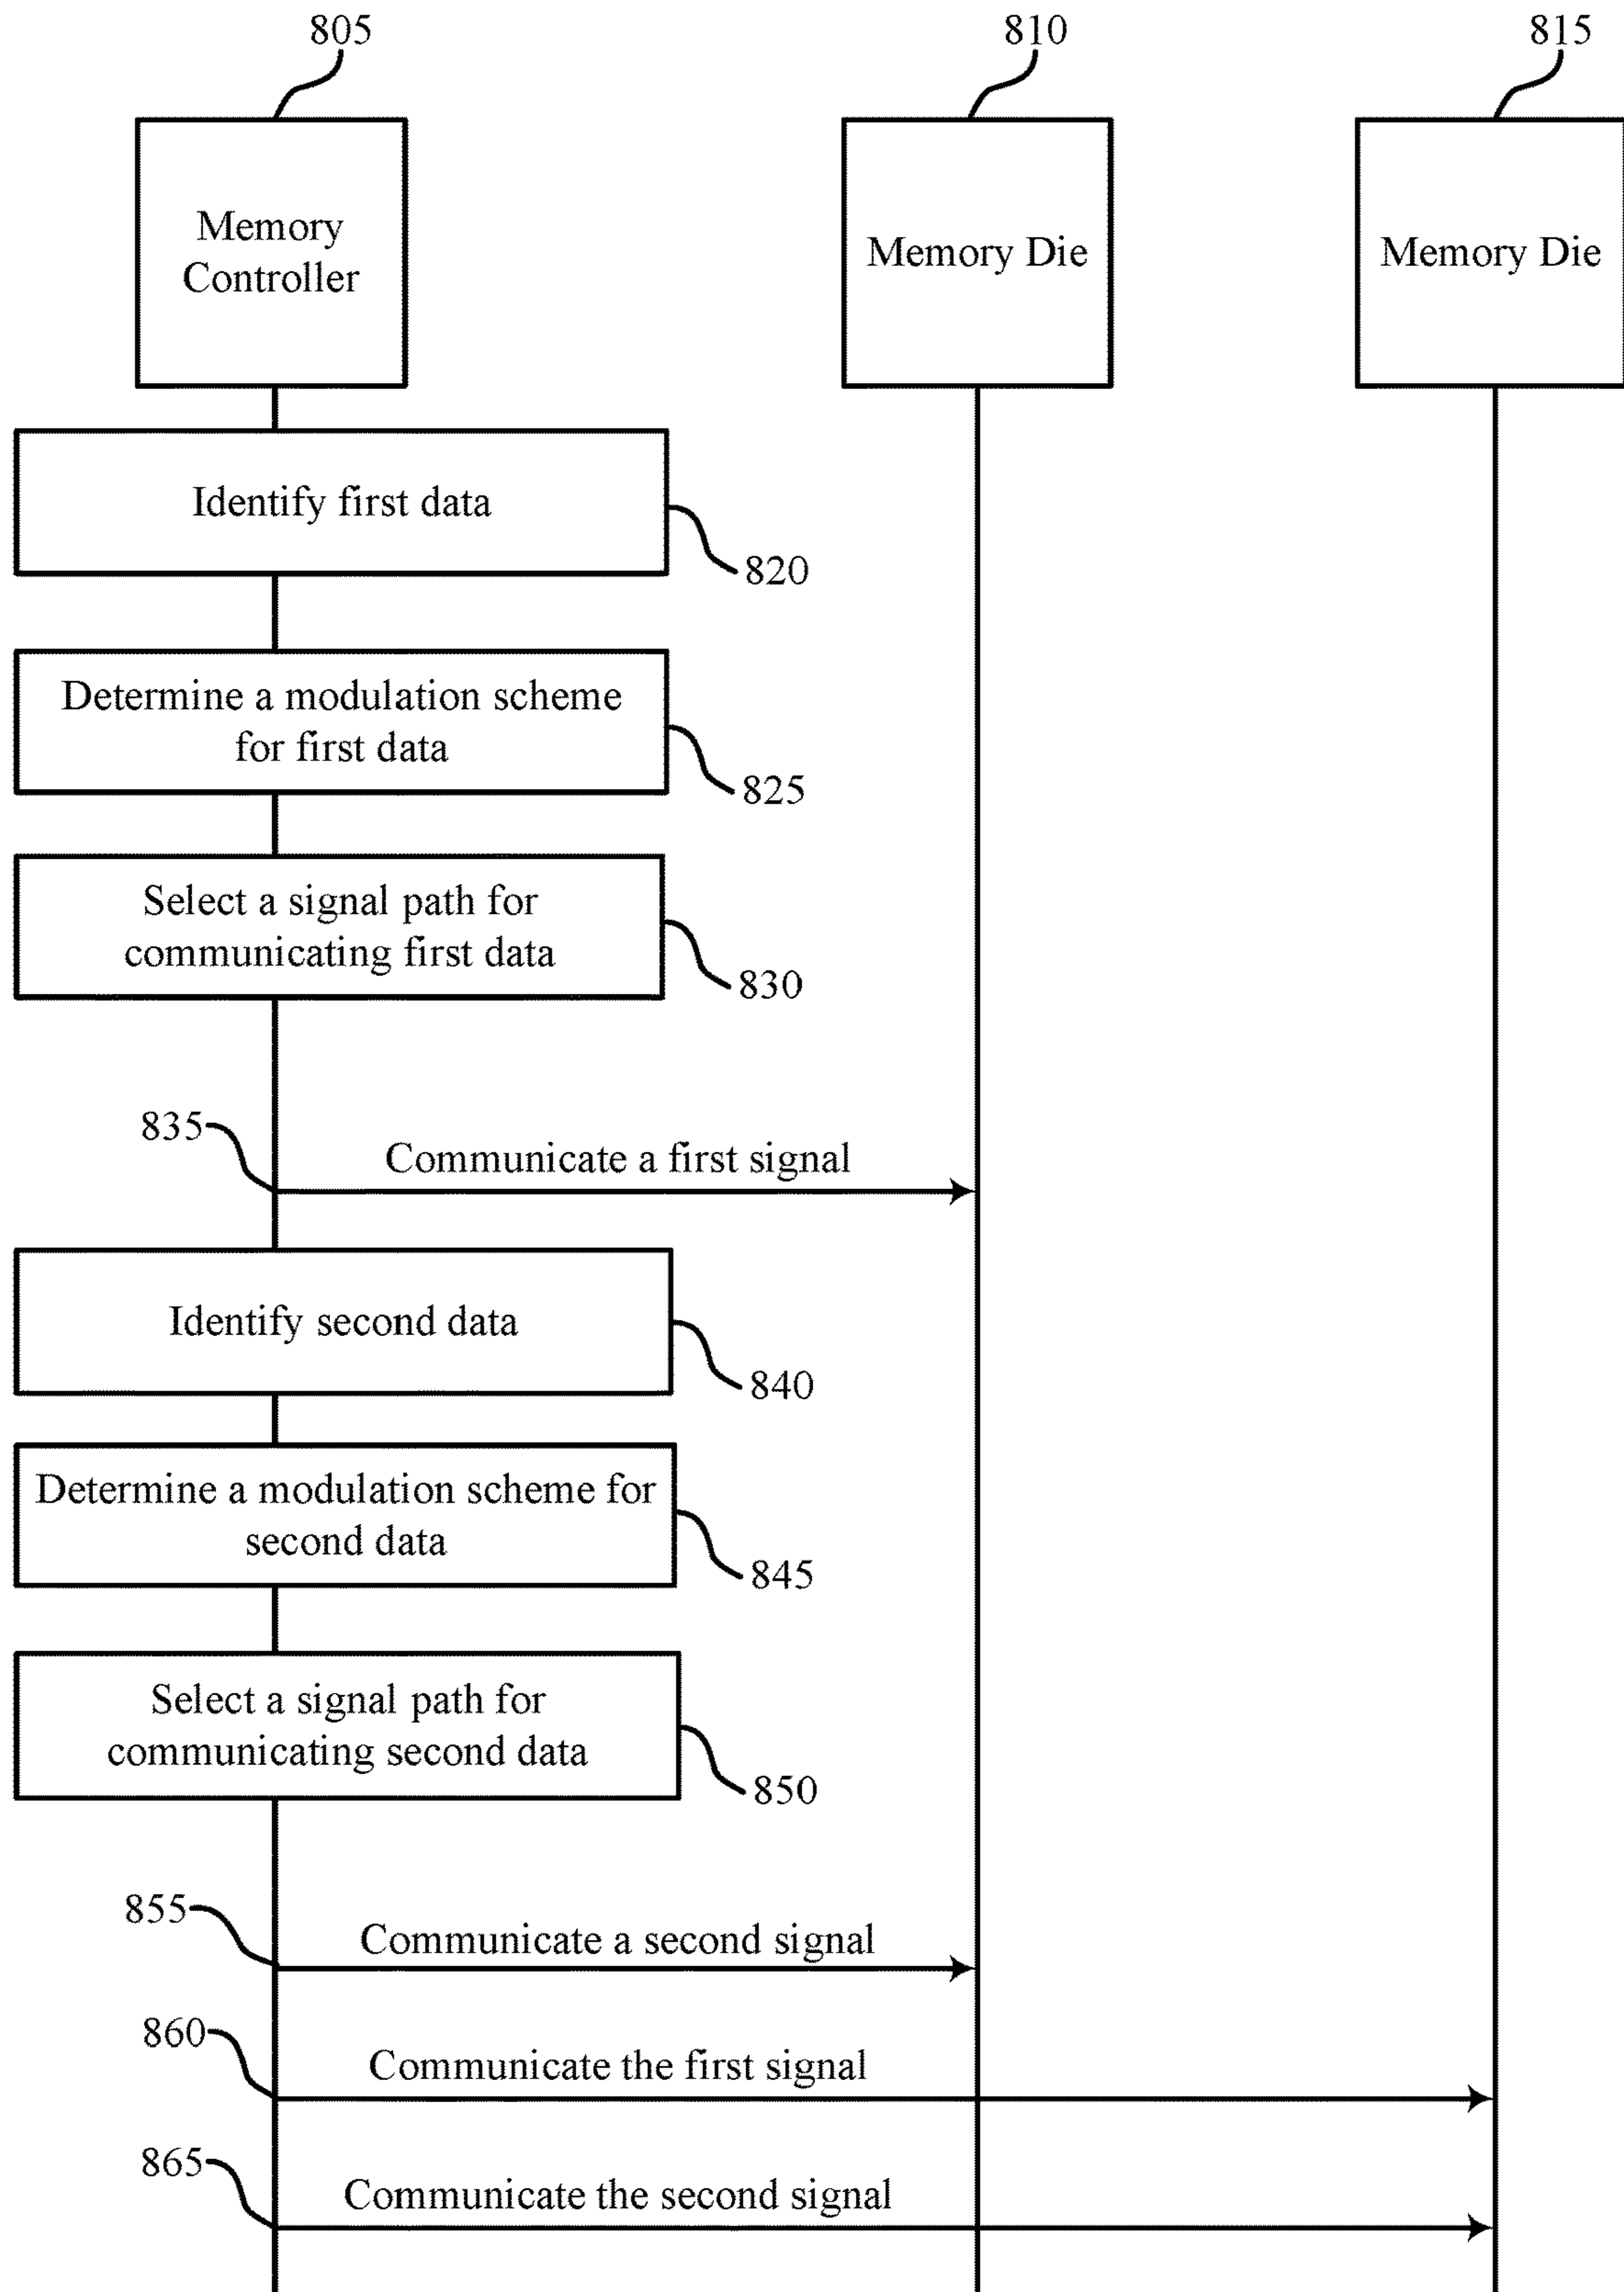 805
810
815
Memory
Controller
Memory Die
Memory Die
Identify first data
820
Determine a modulation scheme
for first data
825
Select a signal path for
communicating first data
830
835
Communicate a first signal
Identify second data
840
Determine a modulation scheme for
second data
845
Select a signal path for
communicating second data
850
855
Communicate a second signal
860
Communicate the first signal
865
Communicate the second signal